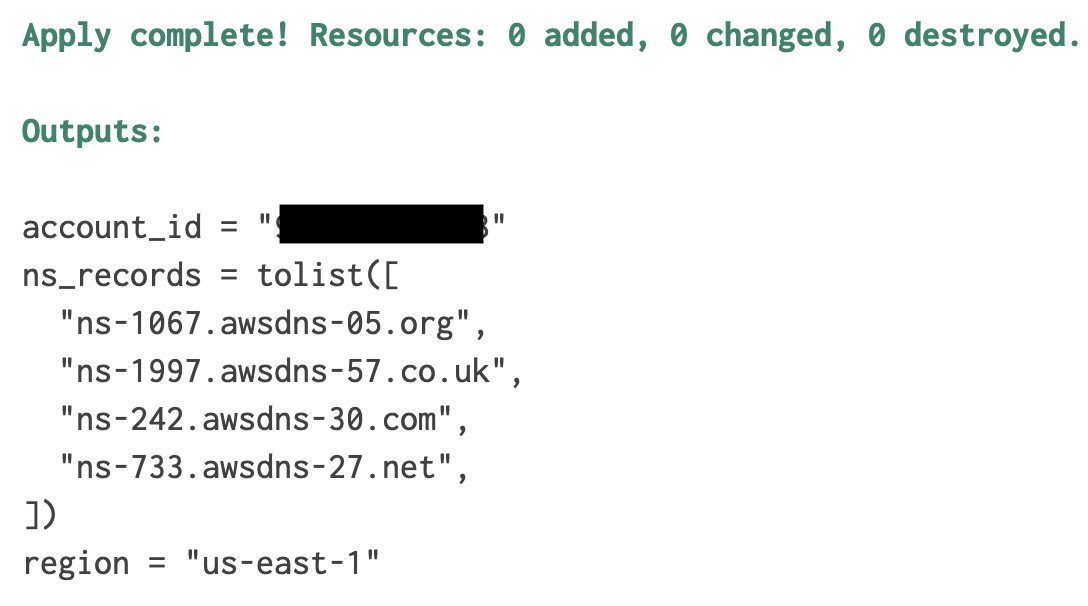 Apply complete! Resources: 0 added, 0 changed, 0 destroyed.
Outputs:
account_id = "
ns_records = tolist([
"ns-1067.awsdns-05.org",
"ns-1997.awsdns-57.co.uk",
"ns-242.awsdns-30.com",
"ns-733.awsdns-27.net",
])
region = "us-east-1"